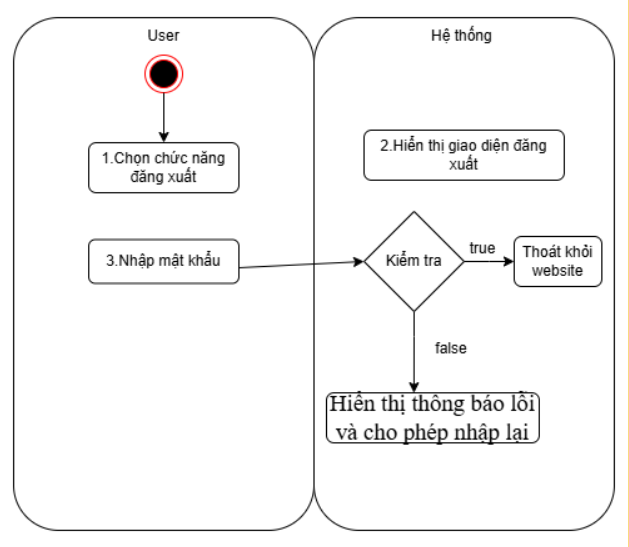 User
Hệ thống
1.Chọn chức năng
đăng xuất
2.Hiển thị giao diện đăng
xuất
3.Nhập mật khẩu
Kiểm tra
true
Thoát khỏi
website
false
Hiển thị thông báo lỗi
và cho phép nhập lại